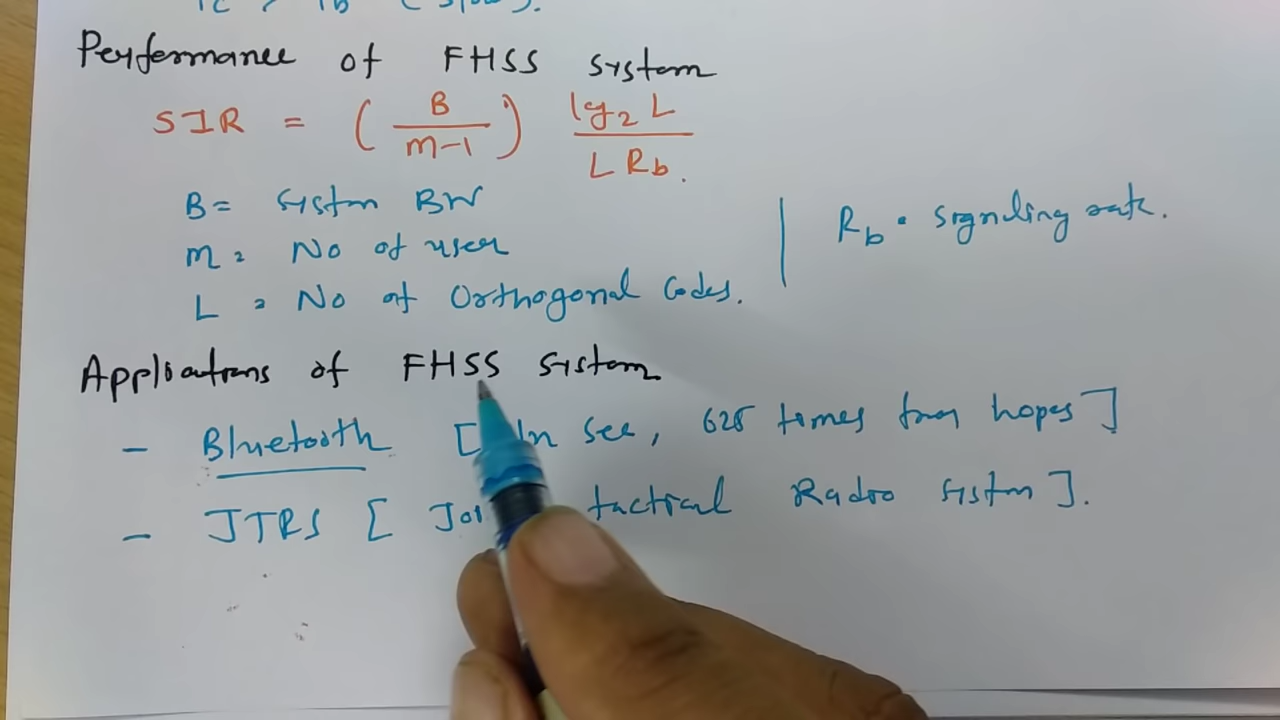 Performance of FHSS system
SIR = ( B / m-1 ) log2 L / L Rb.
B = system BW
m = No of user
L = No of Orthogonal Codes.
Rb = signaling rate.
Applications of FHSS system
- Bluetooth [ In sec, 625 times freq hopes ]
- JTRS [ tactical Radio system ].